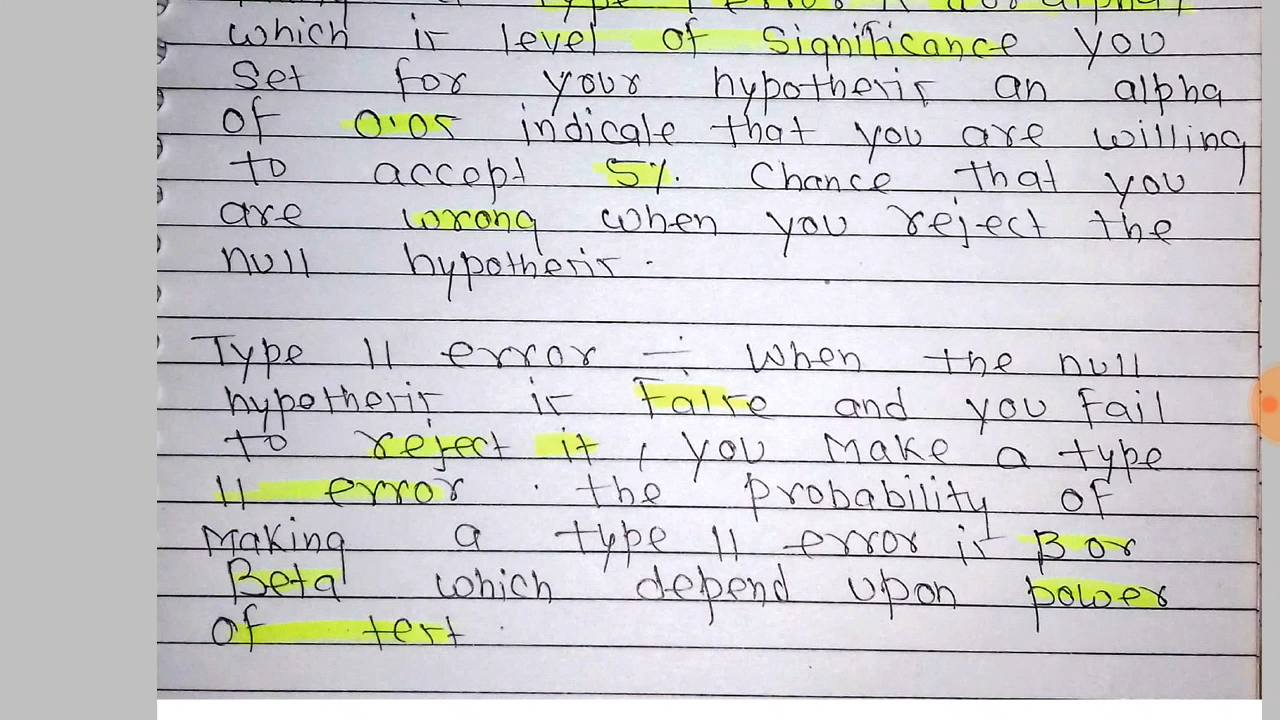 which is level of Significance you
Set for your hypothesis an alpha
of 0.05 indicate that you are willing
to accept 5% Chance that you
are wrong when you reject the
null hypothesis.
Type II error ÷ When the null
hypothesis is False and you Fail
to reject it, you Make a type
II error. the probability of
Making a type II error is B or
Beta which depend upon power
of test.